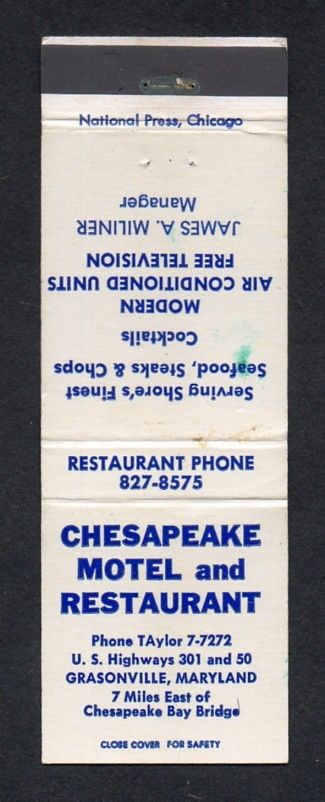 National Press, Chicago
Serving Shore's Finest
Seafood, Steaks & Chops
Cocktails
MODERN
AIR CONDITIONED UNITS
FREE TELEVISION
JAMES A. MILINER
Manager
RESTAURANT PHONE
827-8575
CHESAPEAKE
MOTEL and
RESTAURANT
Phone TAylor 7-7272
U. S. Highways 301 and 50
GRASONVILLE, MARYLAND
7 Miles East of
Chesapeake Bay Bridge
CLOSE COVER FOR SAFETY